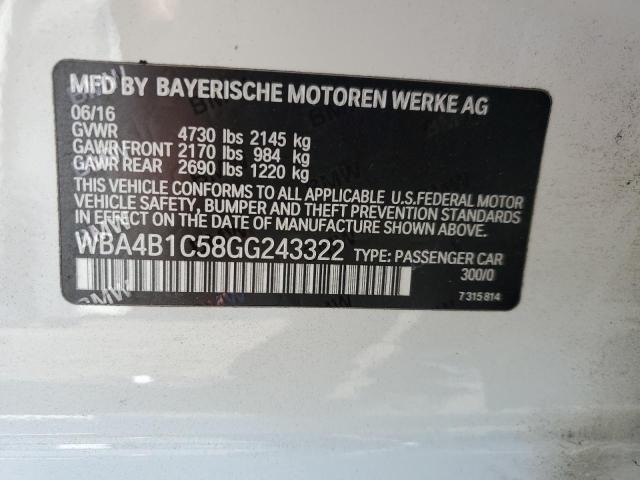 MFD BY BAYERISCHE MOTOREN WERKE AG
06/16
GVWR 4730 lbs 2145 kg
GAWR FRONT 2170 lbs 984 kg
GAWR REAR 2690 lbs 1220 kg
THIS VEHICLE CONFORMS TO ALL APPLICABLE U.S.FEDERAL MOTOR
VEHICLE SAFETY, BUMPER AND THEFT PREVENTION STANDARDS
IN EFFECT ON THE DATE OF MANUFACTURE SHOWN ABOVE.
WBA4B1C58GG243322 TYPE: PASSENGER CAR
300/0
7 315 814